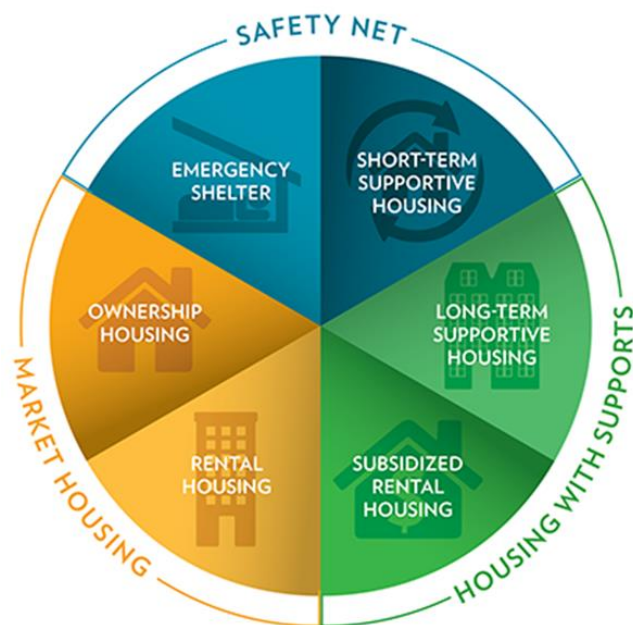 SAFETY NET
EMERGENCY
SHELTER
SHORT-TERM
SUPPORTIVE
HOUSING
OWNERSHIP
HOUSING
LONG-TERM
SUPPORTIVE
HOUSING
RENTAL
HOUSING
SUBSIDIZED
RENTAL
HOUSING
MARKET HOUSING
HOUSING WITH SUPPORTS